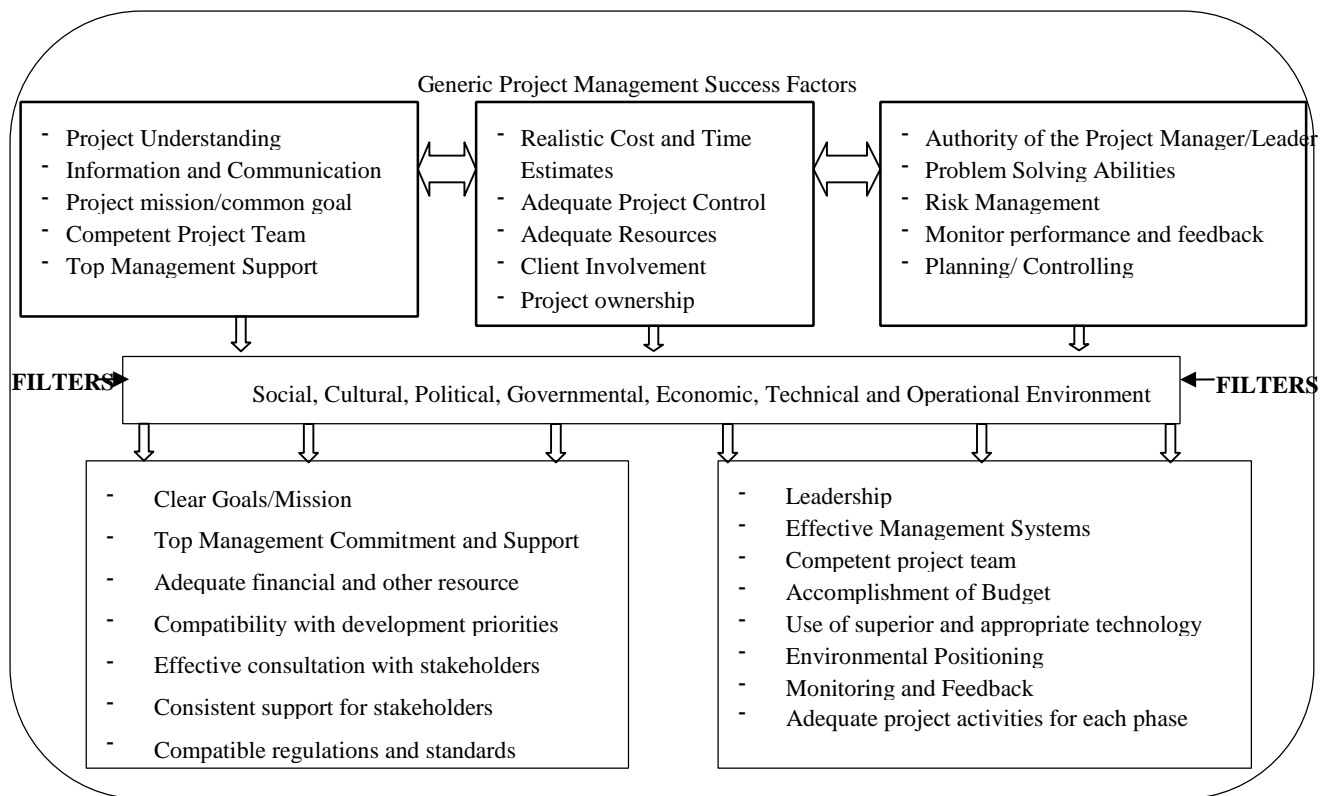 Generic Project Management Success Factors
- Project Understanding
- Information and Communication
- Project mission/common goal
- Competent Project Team
- Top Management Support
- Realistic Cost and Time
Estimates
- Adequate Project Control
- Adequate Resources
- Client Involvement
- Project ownership
- Authority of the Project Manager/Leader
- Problem Solving Abilities
- Risk Management
- Monitor performance and feedback
- Planning/ Controlling
FILTERS
Social, Cultural, Political, Governmental, Economic, Technical and Operational Environment
FILTERS
- Clear Goals/Mission
- Top Management Commitment and Support
- Adequate financial and other resource
- Compatibility with development priorities
- Effective consultation with stakeholders
- Consistent support for stakeholders
- Compatible regulations and standards
- Leadership
- Effective Management Systems
- Competent project team
- Accomplishment of Budget
- Use of superior and appropriate technology
- Environmental Positioning
- Monitoring and Feedback
- Adequate project activities for each phase